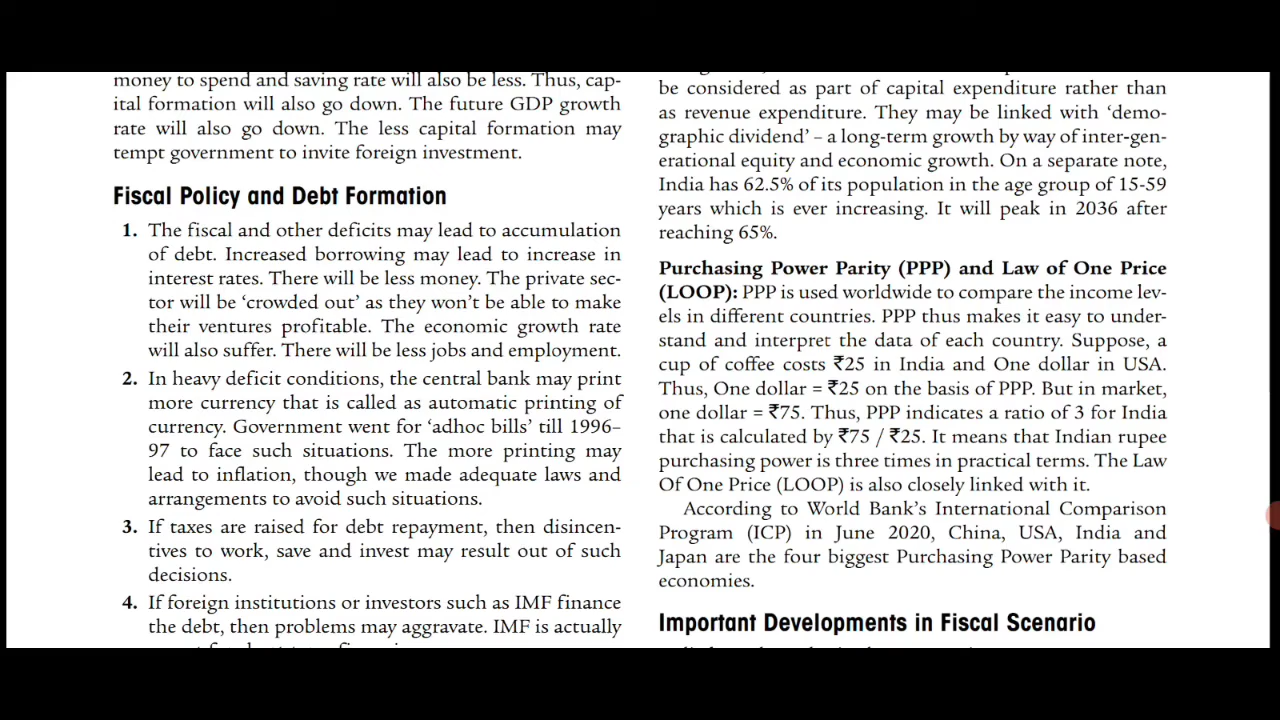 money to spend and saving rate will also be less. Thus, cap-
ital formation will also go down. The future GDP growth
rate will also go down. The less capital formation may
tempt government to invite foreign investment.
Fiscal Policy and Debt Formation
1. The fiscal and other deficits may lead to accumulation
of debt. Increased borrowing may lead to increase in
interest rates. There will be less money. The private sec-
tor will be ‘crowded out’ as they won’t be able to make
their ventures profitable. The economic growth rate
will also suffer. There will be less jobs and employment.
2. In heavy deficit conditions, the central bank may print
more currency that is called as automatic printing of
currency. Government went for ‘adhoc bills’ till 1996–
97 to face such situations. The more printing may
lead to inflation, though we made adequate laws and
arrangements to avoid such situations.
3. If taxes are raised for debt repayment, then disincen-
tives to work, save and invest may result out of such
decisions.
4. If foreign institutions or investors such as IMF finance
the debt, then problems may aggravate. IMF is actually
be considered as part of capital expenditure rather than
as revenue expenditure. They may be linked with ‘demo-
graphic dividend’ – a long-term growth by way of inter-gen-
erational equity and economic growth. On a separate note,
India has 62.5% of its population in the age group of 15-59
years which is ever increasing. It will peak in 2036 after
reaching 65%.
Purchasing Power Parity (PPP) and Law of One Price
(LOOP): PPP is used worldwide to compare the income lev-
els in different countries. PPP thus makes it easy to under-
stand and interpret the data of each country. Suppose, a
cup of coffee costs ₹25 in India and One dollar in USA.
Thus, One dollar = ₹25 on the basis of PPP. But in market,
one dollar = ₹75. Thus, PPP indicates a ratio of 3 for India
that is calculated by ₹75 / ₹25. It means that Indian rupee
purchasing power is three times in practical terms. The Law
Of One Price (LOOP) is also closely linked with it.
According to World Bank’s International Comparison
Program (ICP) in June 2020, China, USA, India and
Japan are the four biggest Purchasing Power Parity based
economies.
Important Developments in Fiscal Scenario